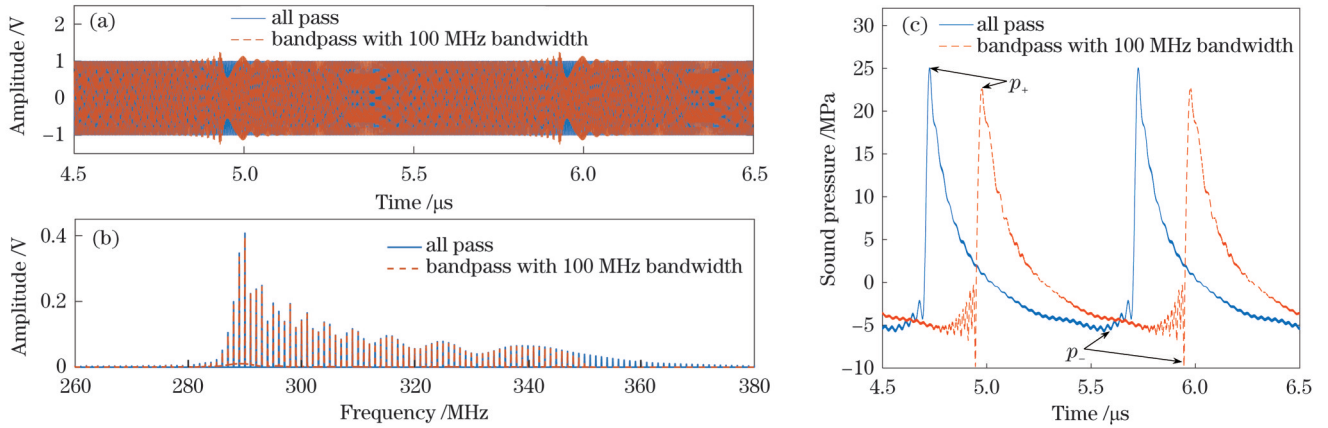 (a)
all pass
bandpass with 100 MHz bandwidth
Amplitude /V
2
1
0
−1
4.5 5.0 5.5 6.0 6.5
Time /μs
(b)
all pass
bandpass with 100 MHz bandwidth
Amplitude /V
0.4
0.2
0
260 280 300 320 340 360 380
Frequency /MHz
(c)
all pass
bandpass with 100 MHz bandwidth
Sound pressure /MPa
25
20
15
10
5
0
−5
−10
p+
p−
4.5 5.0 5.5 6.0 6.5
Time /μs